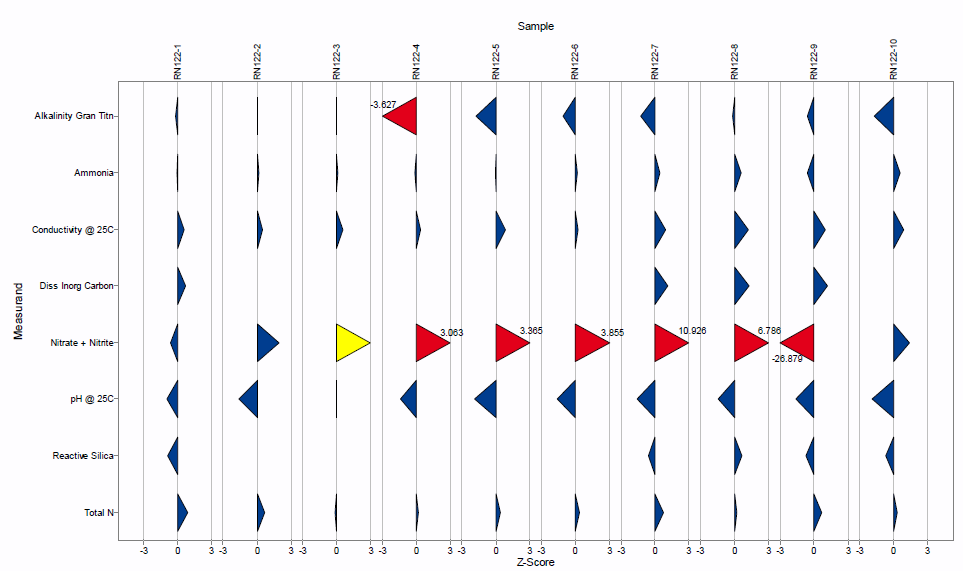 Sample
RN122-1 RN122-2 RN122-3 RN122-4 RN122-5 RN122-6 RN122-7 RN122-8 RN122-9 RN122-10
Measurand
Alkalinity Gran Titn -3.627
Ammonia
Conductivity @ 25C
Diss Inorg Carbon
Nitrate + Nitrite 3.063 3.365 3.855 10.926 6.786 -26.879
pH @ 25C
Reactive Silica
Total N
-3 0 3 -3 0 3 -3 0 3 -3 0 3 -3 0 3 -3 0 3 -3 0 3 -3 0 3 -3 0 3 -3 0 3
Z-Score